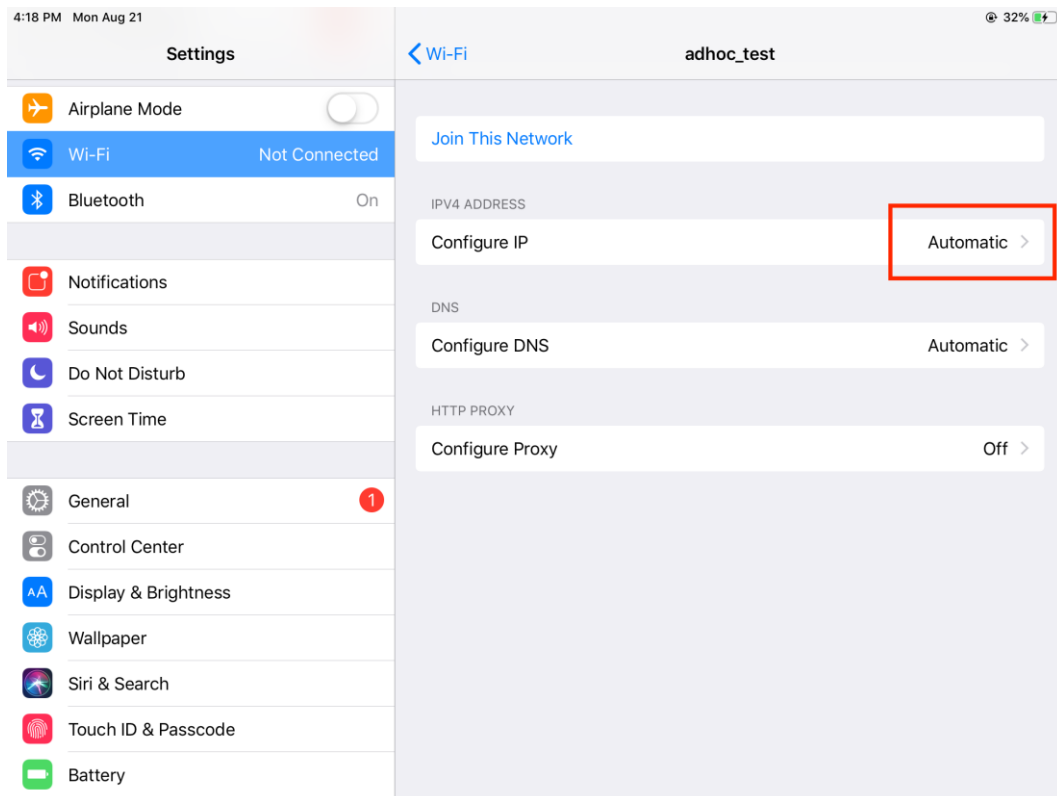 4:18 PM Mon Aug 21
32%
Settings
Airplane Mode
Wi-Fi Not Connected
Bluetooth On
Notifications
Sounds
Do Not Disturb
Screen Time
General 1
Control Center
AA Display & Brightness
Wallpaper
Siri & Search
Touch ID & Passcode
Battery
Wi-Fi adhoc_test
Join This Network
IPV4 ADDRESS
Configure IP Automatic
DNS
Configure DNS Automatic
HTTP PROXY
Configure Proxy Off